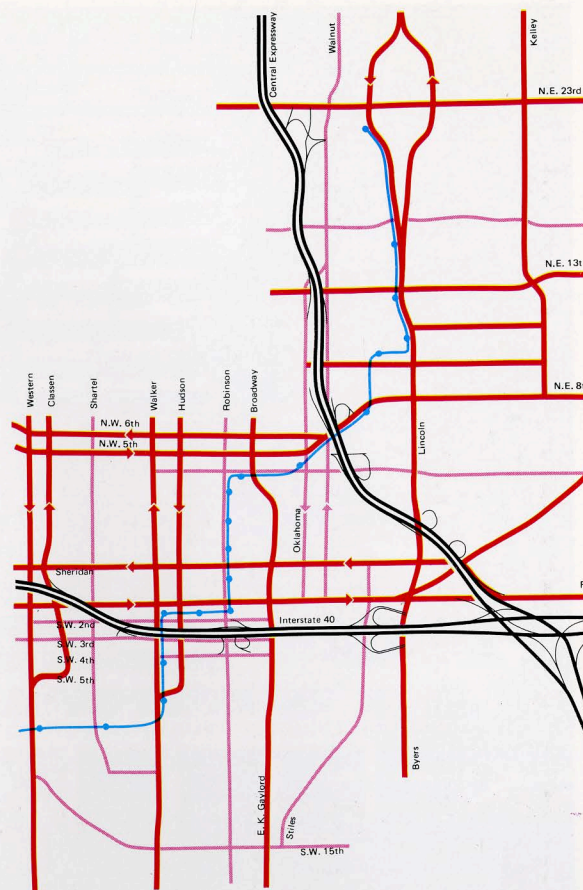 Central Expressway
Walnut
Kelley
N.E. 23rd
N.E. 13t
N.E. 8t
Western
Classen
Shartel
Walker
Hudson
Robinson
Broadway
N.W. 6th
N.W. 5th
Lincoln
Oklahoma
Sheridan
Interstate 40
S.W. 2nd
S.W. 3rd
S.W. 4th
S.W. 5th
E. K. Gaylord
Stiles
Byers
S.W. 15th